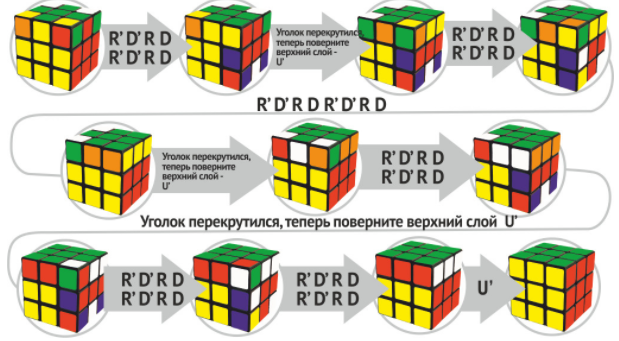 R' D' R D
R' D' R D
Уголок перекрутился,
теперь поверните
верхний слой -
U'
R' D' R D
R' D' R D
R' D' R D R' D' R D
Уголок перекрутился,
теперь поверните
верхний слой -
U'
R' D' R D
R' D' R D
Уголок перекрутился, теперь поверните верхний слой U'
R' D' R D
R' D' R D
R' D' R D
R' D' R D
U'